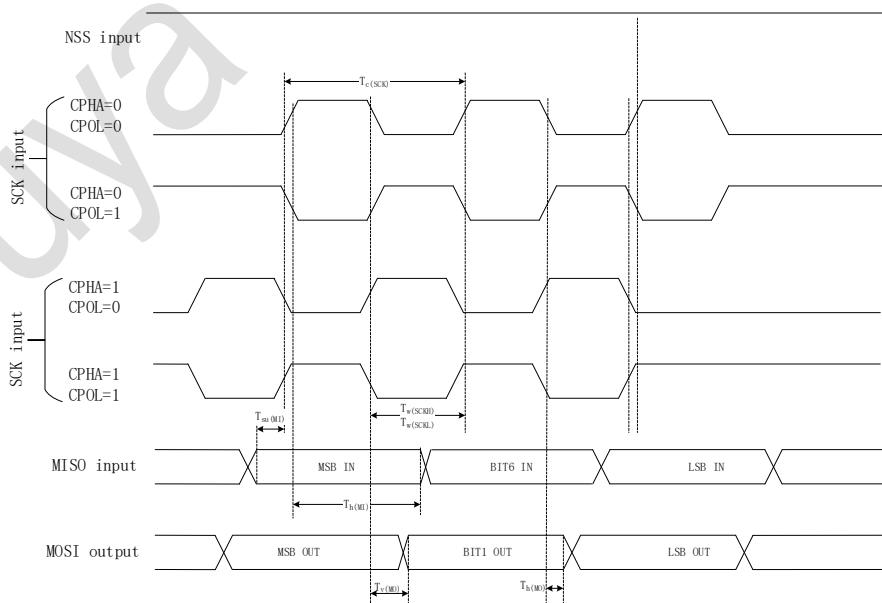 NSS input
Tc(SCK)
SCK input
CPHA=0
CPOL=0
CPHA=0
CPOL=1
SCK input
CPHA=1
CPOL=0
CPHA=1
CPOL=1
Tsu(MI)
Tw(SCKH)
Tw(SCKL)
MISO input
MSB IN
BIT6 IN
LSB IN
Th(MI)
MOSI output
MSB OUT
BIT1 OUT
LSB OUT
Tv(MO)
Th(MO)
uya